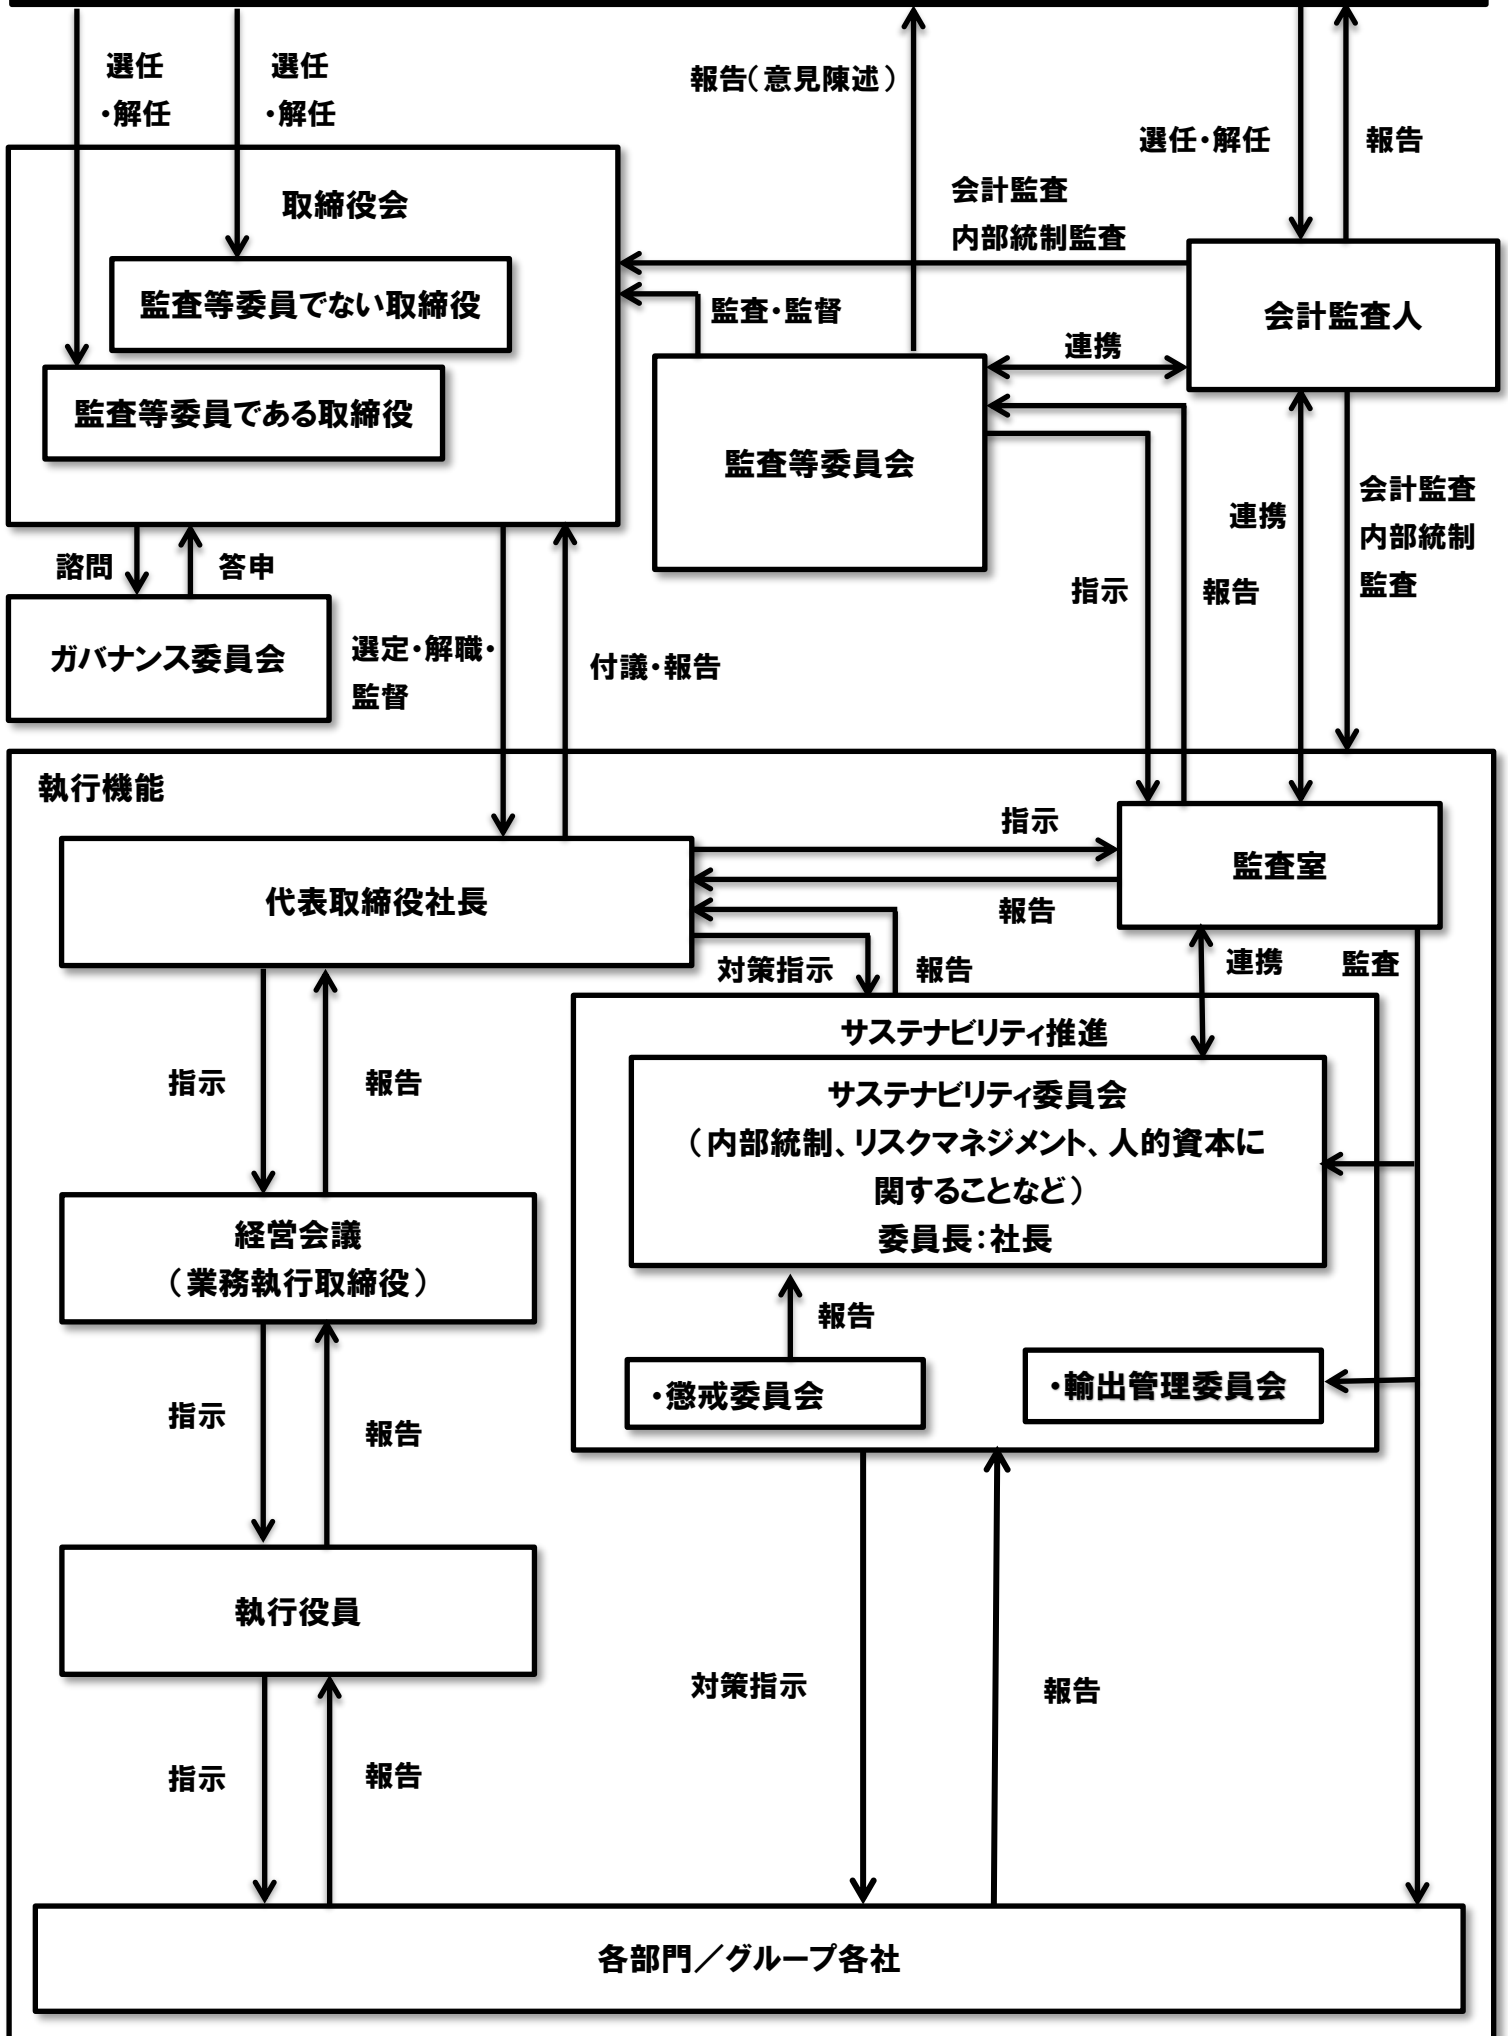 選任
・解任
選任
・解任
報告（意見陳述）
選任・解任
報告
取締役会
会計監査
内部統制監査
監査等委員でない取締役
監査・監督
会計監査人
連携
監査等委員である取締役
監査等委員会
連携
会計監査
内部統制
監査
諮問
答申
指示
報告
ガバナンス委員会
選定・解職・
監督
付議・報告
執行機能
指示
監査室
代表取締役社長
報告
対策指示
報告
連携
監査
サステナビリティ推進
指示
報告
サステナビリティ委員会
（内部統制、リスクマネジメント、人的資本に
関することなど）
委員長：社長
経営会議
（業務執行取締役）
報告
・懲戒委員会
・輸出管理委員会
指示
報告
執行役員
対策指示
報告
指示
報告
各部門／グループ各社